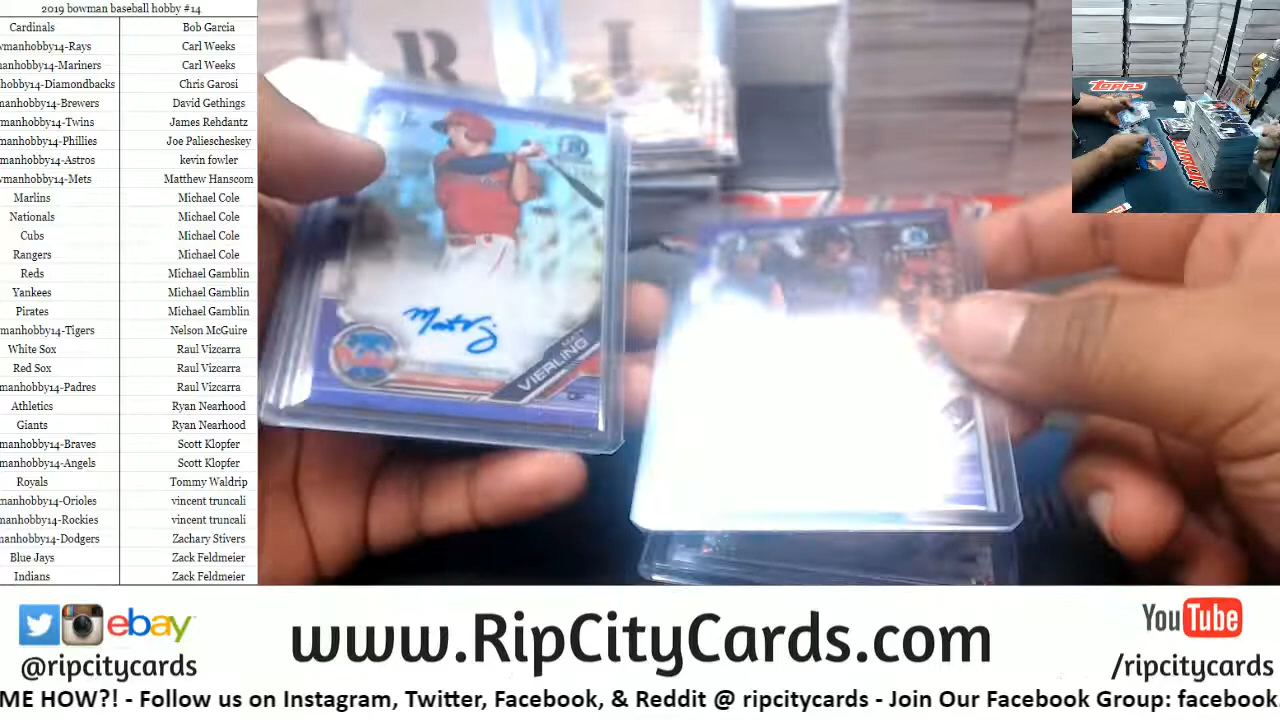 2019 bowman baseball hobby #14
Cardinals Bob Garcia
wmanhobby14-Rays Carl Weeks
manhobby14-Mariners Carl Weeks
hobby14-Diamondbacks Chris Garosi
manhobby14-Brewers David Gethings
manhobby14-Twins James Rehdantz
manhobby14-Phillies Joe Paliescheskey
manhobby14-Astros kevin fowler
wmanhobby14-Mets Matthew Hanscom
Marlins Michael Cole
Nationals Michael Cole
Cubs Michael Cole
Rangers Michael Cole
Reds Michael Gamblin
Yankees Michael Gamblin
Pirates Michael Gamblin
manhobby14-Tigers Nelson McGuire
White Sox Raul Vizcarra
Red Sox Raul Vizcarra
manhobby14-Padres Raul Vizcarra
Athletics Ryan Nearhood
Giants Ryan Nearhood
manhobby14-Braves Scott Klopfer
manhobby14-Angels Scott Klopfer
Royals Tommy Waldrip
manhobby14-Orioles vincent truncali
manhobby14-Rockies vincent truncali
manhobby14-Dodgers Zachary Stivers
Blue Jays Zack Feldmeier
Indians Zack Feldmeier
R I
MATT
VIERLING
TOPPS
ebay
@ripcitycards
www.RipCityCards.com
YouTube
/ripcitycards
ME HOW?! - Follow us on Instagram, Twitter, Facebook, & Reddit @ ripcitycards - Join Our Facebook Group: facebook.